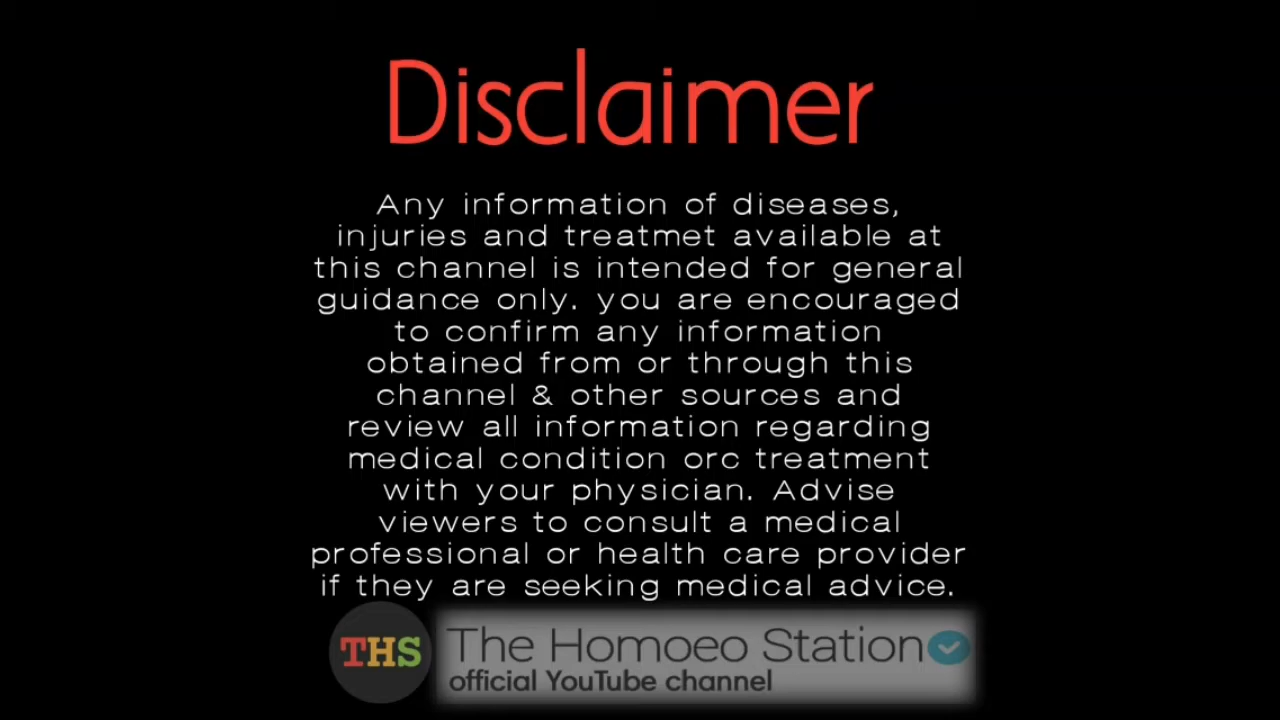 Disclaimer
Any information of diseases,
injuries and treatmet available at
this channel is intended for general
guidance only. you are encouraged
to confirm any information
obtained from or through this
channel & other sources and
review all information regarding
medical condition orc treatment
with your physician. Advise
viewers to consult a medical
professional or health care provider
if they are seeking medical advice.
THS The Homoeo Station
official YouTube channel